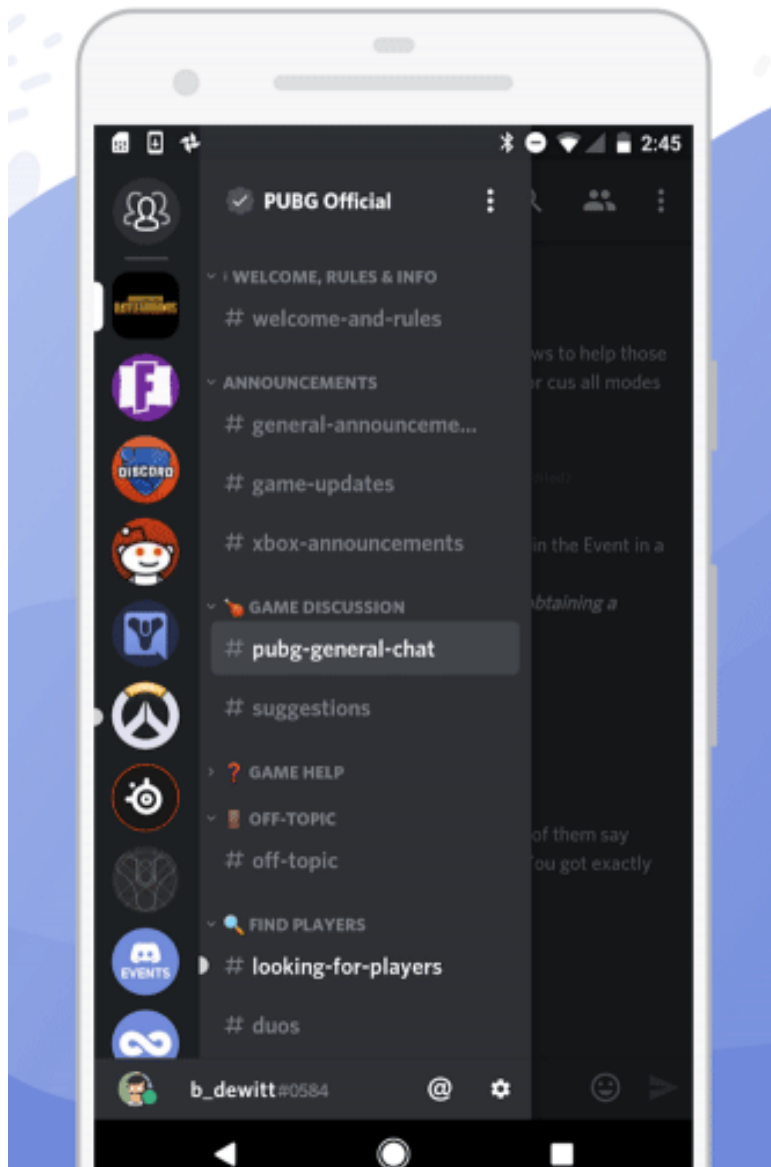 2:45
PUBG Official
WELCOME, RULES & INFO
# welcome-and-rules
ws to help those
ANNOUNCEMENTS
r cus all modes
# general-announceme...
DISCORD
# game-updates
# xbox-announcements
in the Event in a
GAME DISCUSSION
obtaining a
# pubg-general-chat
# suggestions
? GAME HELP
OFF-TOPIC
of them say
# off-topic
You got exactly
FIND PLAYERS
EVENTS
# looking-for-players
# duos
b_dewitt#0584
@